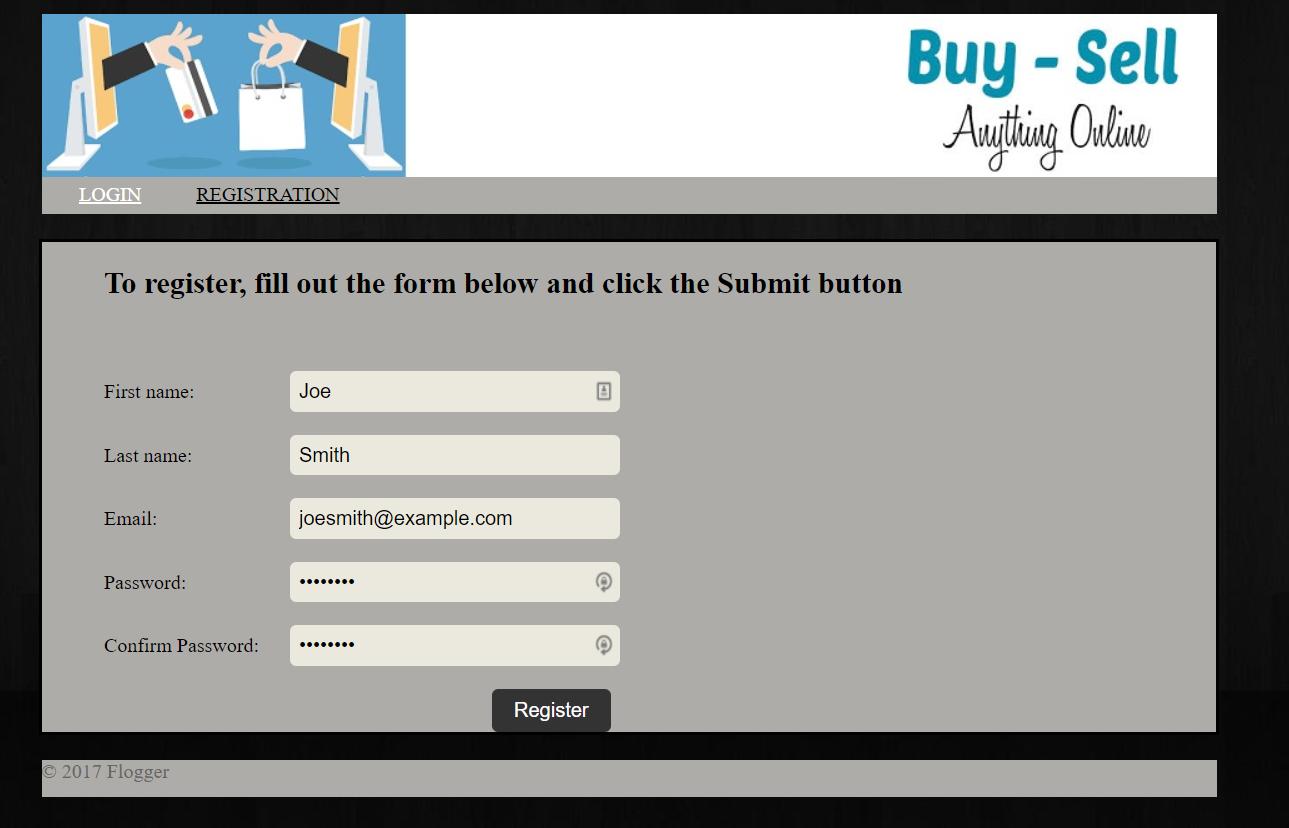 Buy - Sell
Anything Online
LOGIN REGISTRATION
To register, fill out the form below and click the Submit button
First name: Joe
Last name: Smith
Email: joesmith@example.com
Password: ••••••••
Confirm Password: ••••••••
Register
© 2017 Flogger